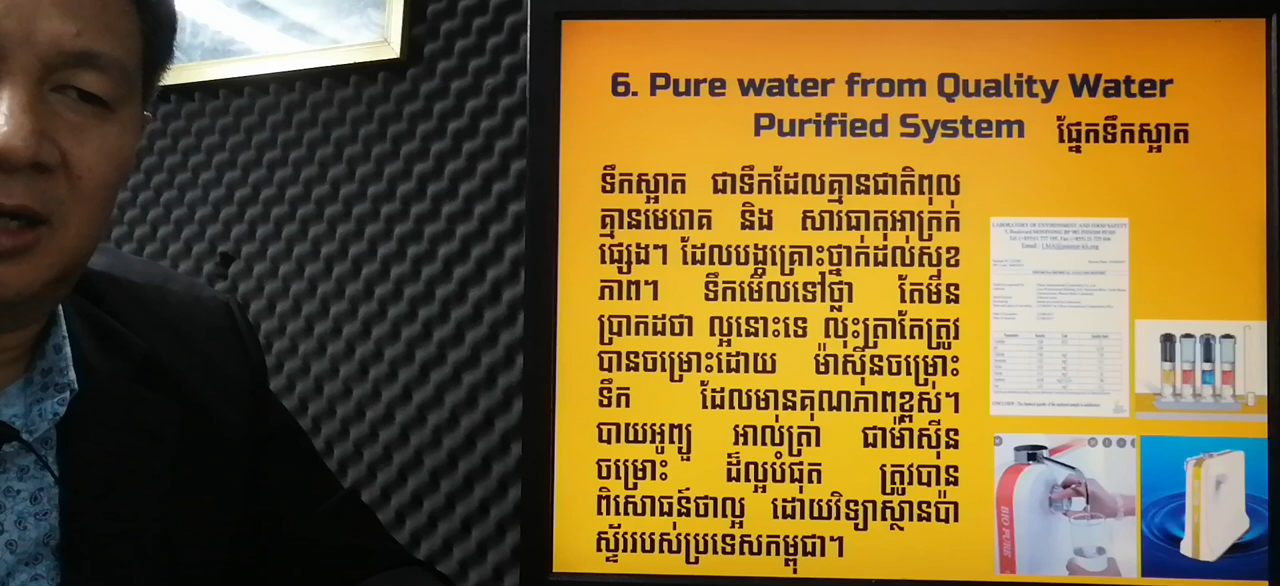 6. Pure water from Quality Water
Purified System ផ្នែកទឹកស្អាត
ទឹកស្អាត ជាទឹកដែលគ្មានជាតិពុល
គ្មានមេរោគ និង សារធាតុអាក្រក់
ផ្សេងៗ ដែលបង្កគ្រោះថ្នាក់ដល់សុខ
ភាព។ ទឹកមើលទៅថ្លា តែមិន
ប្រាកដថា ល្អនោះទេ លុះត្រាតែត្រូវ
បានចម្រោះដោយ ម៉ាស៊ីនចម្រោះ
ទឹក ដែលមានគុណភាពខ្ពស់។
បាយអូព្យួ អាល់ត្រា ជាម៉ាស៊ីន
ចម្រោះ ដ៏ល្អបំផុត ត្រូវបាន
ពិសោធន៍ថាល្អ ដោយវិទ្យាស្ថានប៉ា
ស្ទ័ររបស់ប្រទេសកម្ពុជា។
LABORATORY OF ENVIRONMENT AND FOOD SAFETY
BIO PURE